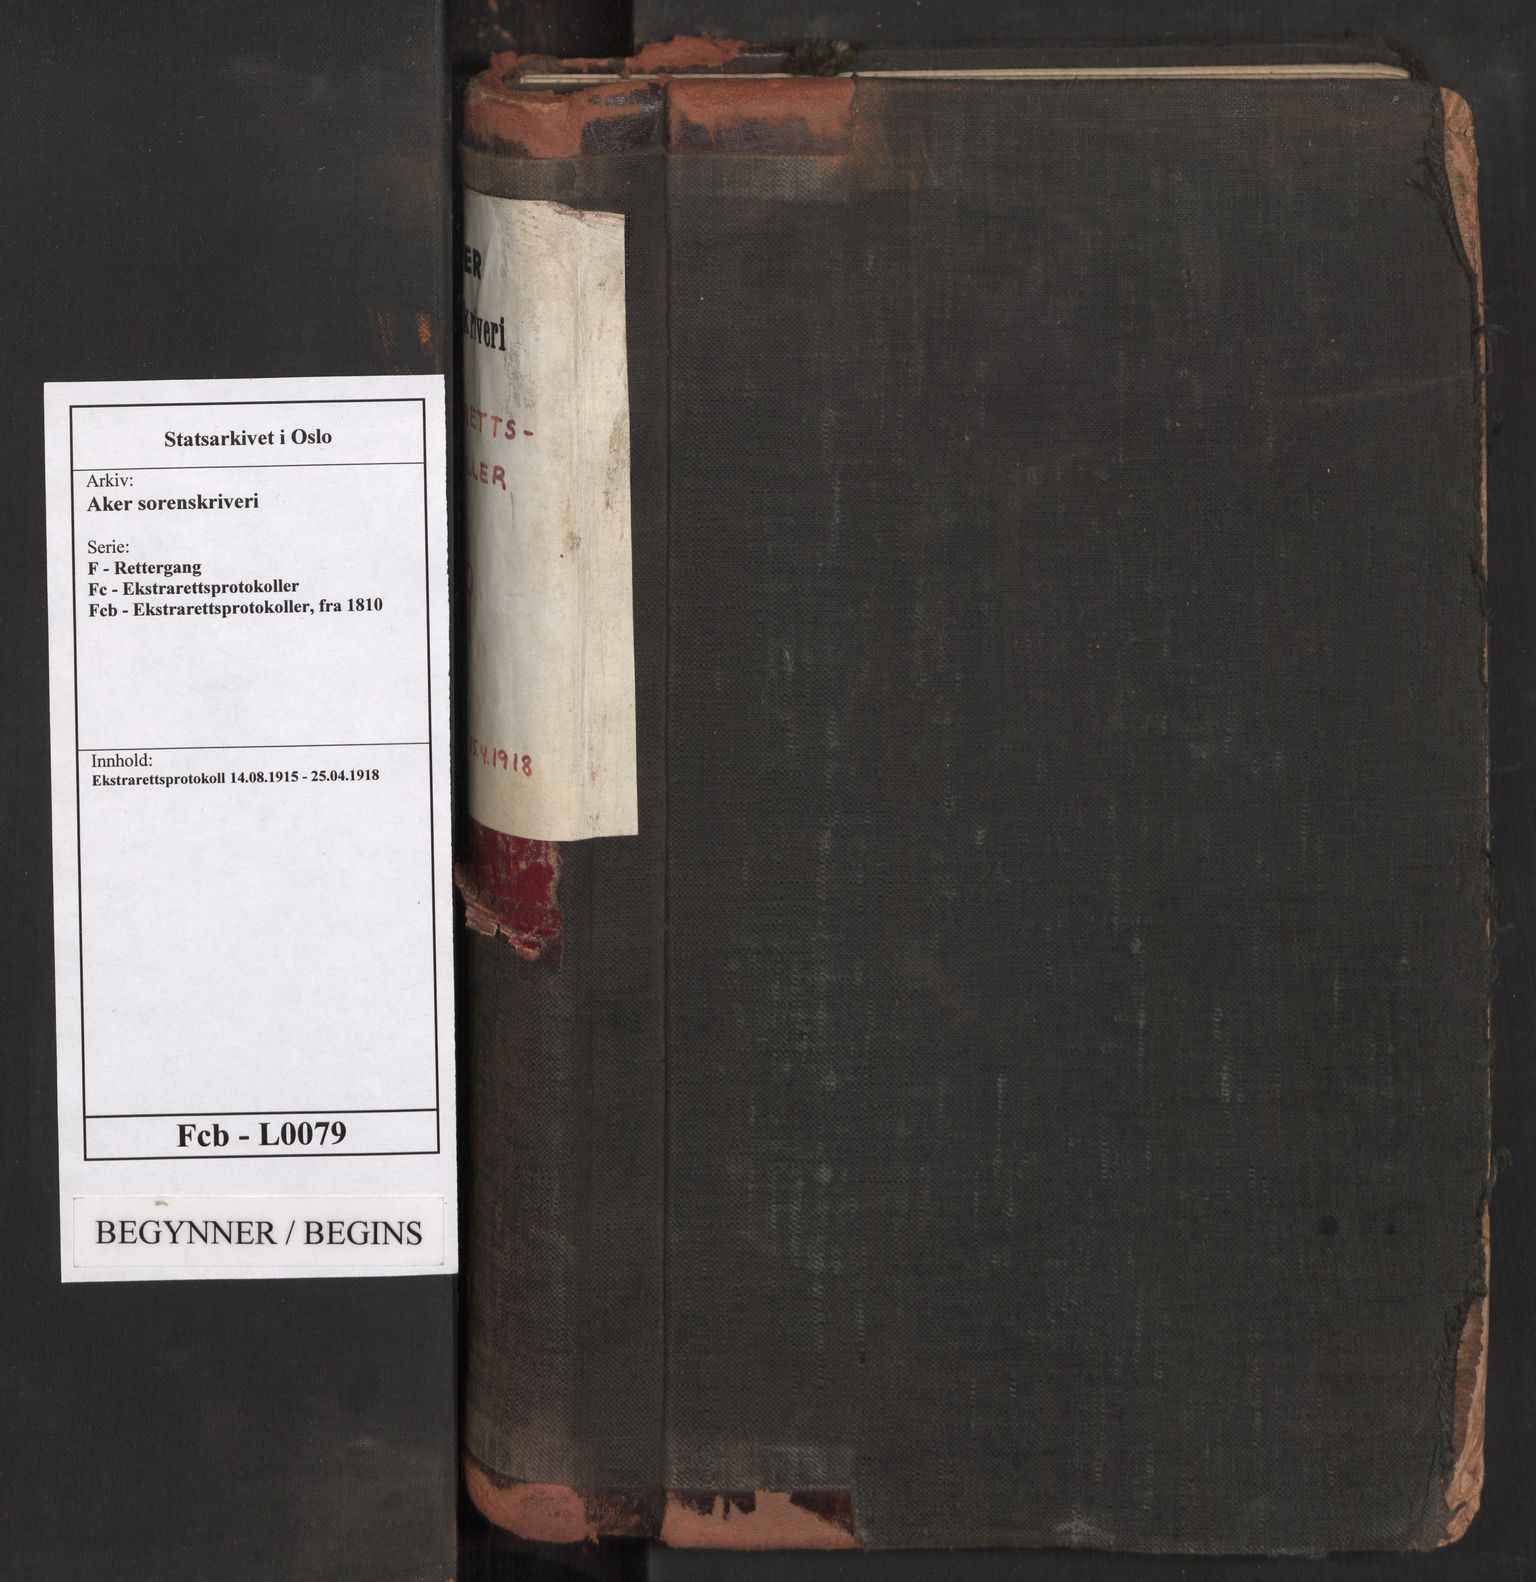 Statsarkivet i Oslo
Arkiv:
Aker sorenskriveri
Serie:
F - Rettergang
Fc - Ekstrarettsprotokoller
Fcb - Ekstrarettsprotokoller, fra 1810
Innhold:
Ekstrarettsprotokoll 14.08.1915 - 25.04.1918
Fcb - L0079
BEGYNNER / BEGINS
ER
kriveri
RETTS-
LLER
5.4.1918